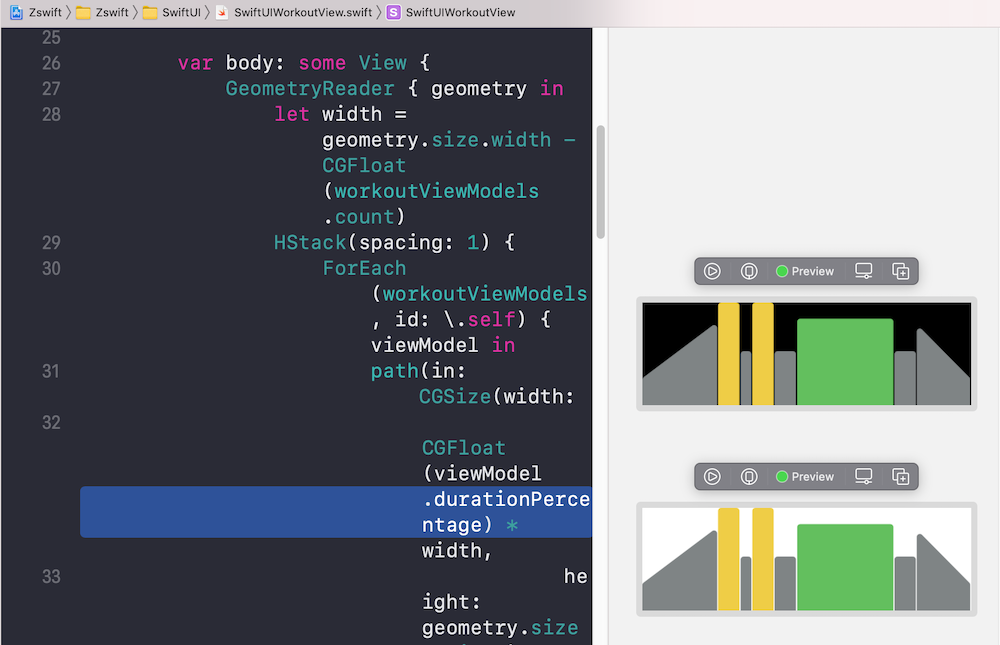 Zswift Zswift SwiftUI SwiftUIWorkoutView.swift S SwiftUIWorkoutView
25
26 var body: some View {
27 GeometryReader { geometry in
28 let width =
geometry.size.width -
CGFloat
(workoutViewModels
.count)
29 HStack(spacing: 1) {
30 ForEach
(workoutViewModels
, id: \.self) {
viewModel in
31 path(in:
CGSize(width:
32
CGFloat
(viewModel
.durationPerce
ntage) *
width,
33 he
ight:
geometry.size
Preview
Preview